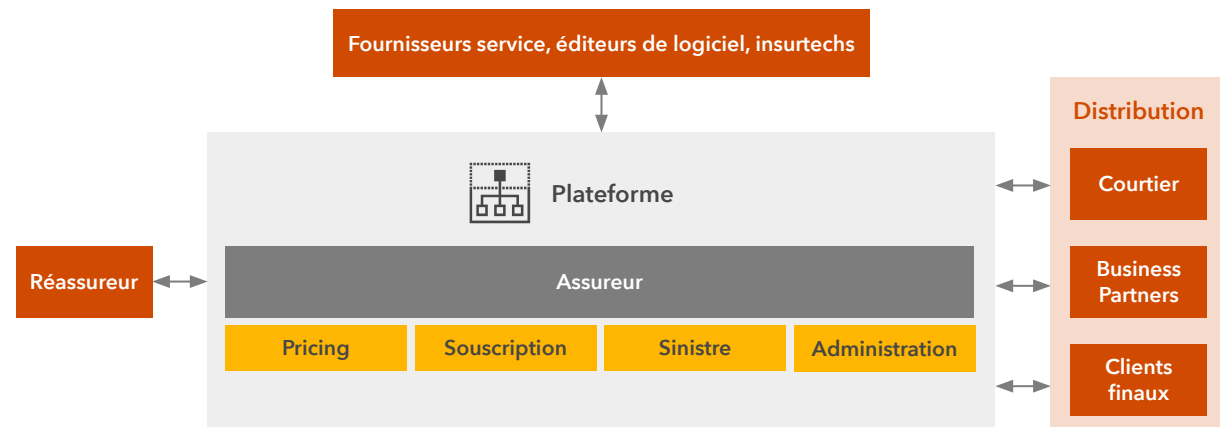 Fournisseurs service, éditeurs de logiciel, insurtechs
Distribution
Plateforme
Courtier
Réassureur
Assureur
Business
Partners
Pricing
Souscription
Sinistre
Administration
Clients
finaux